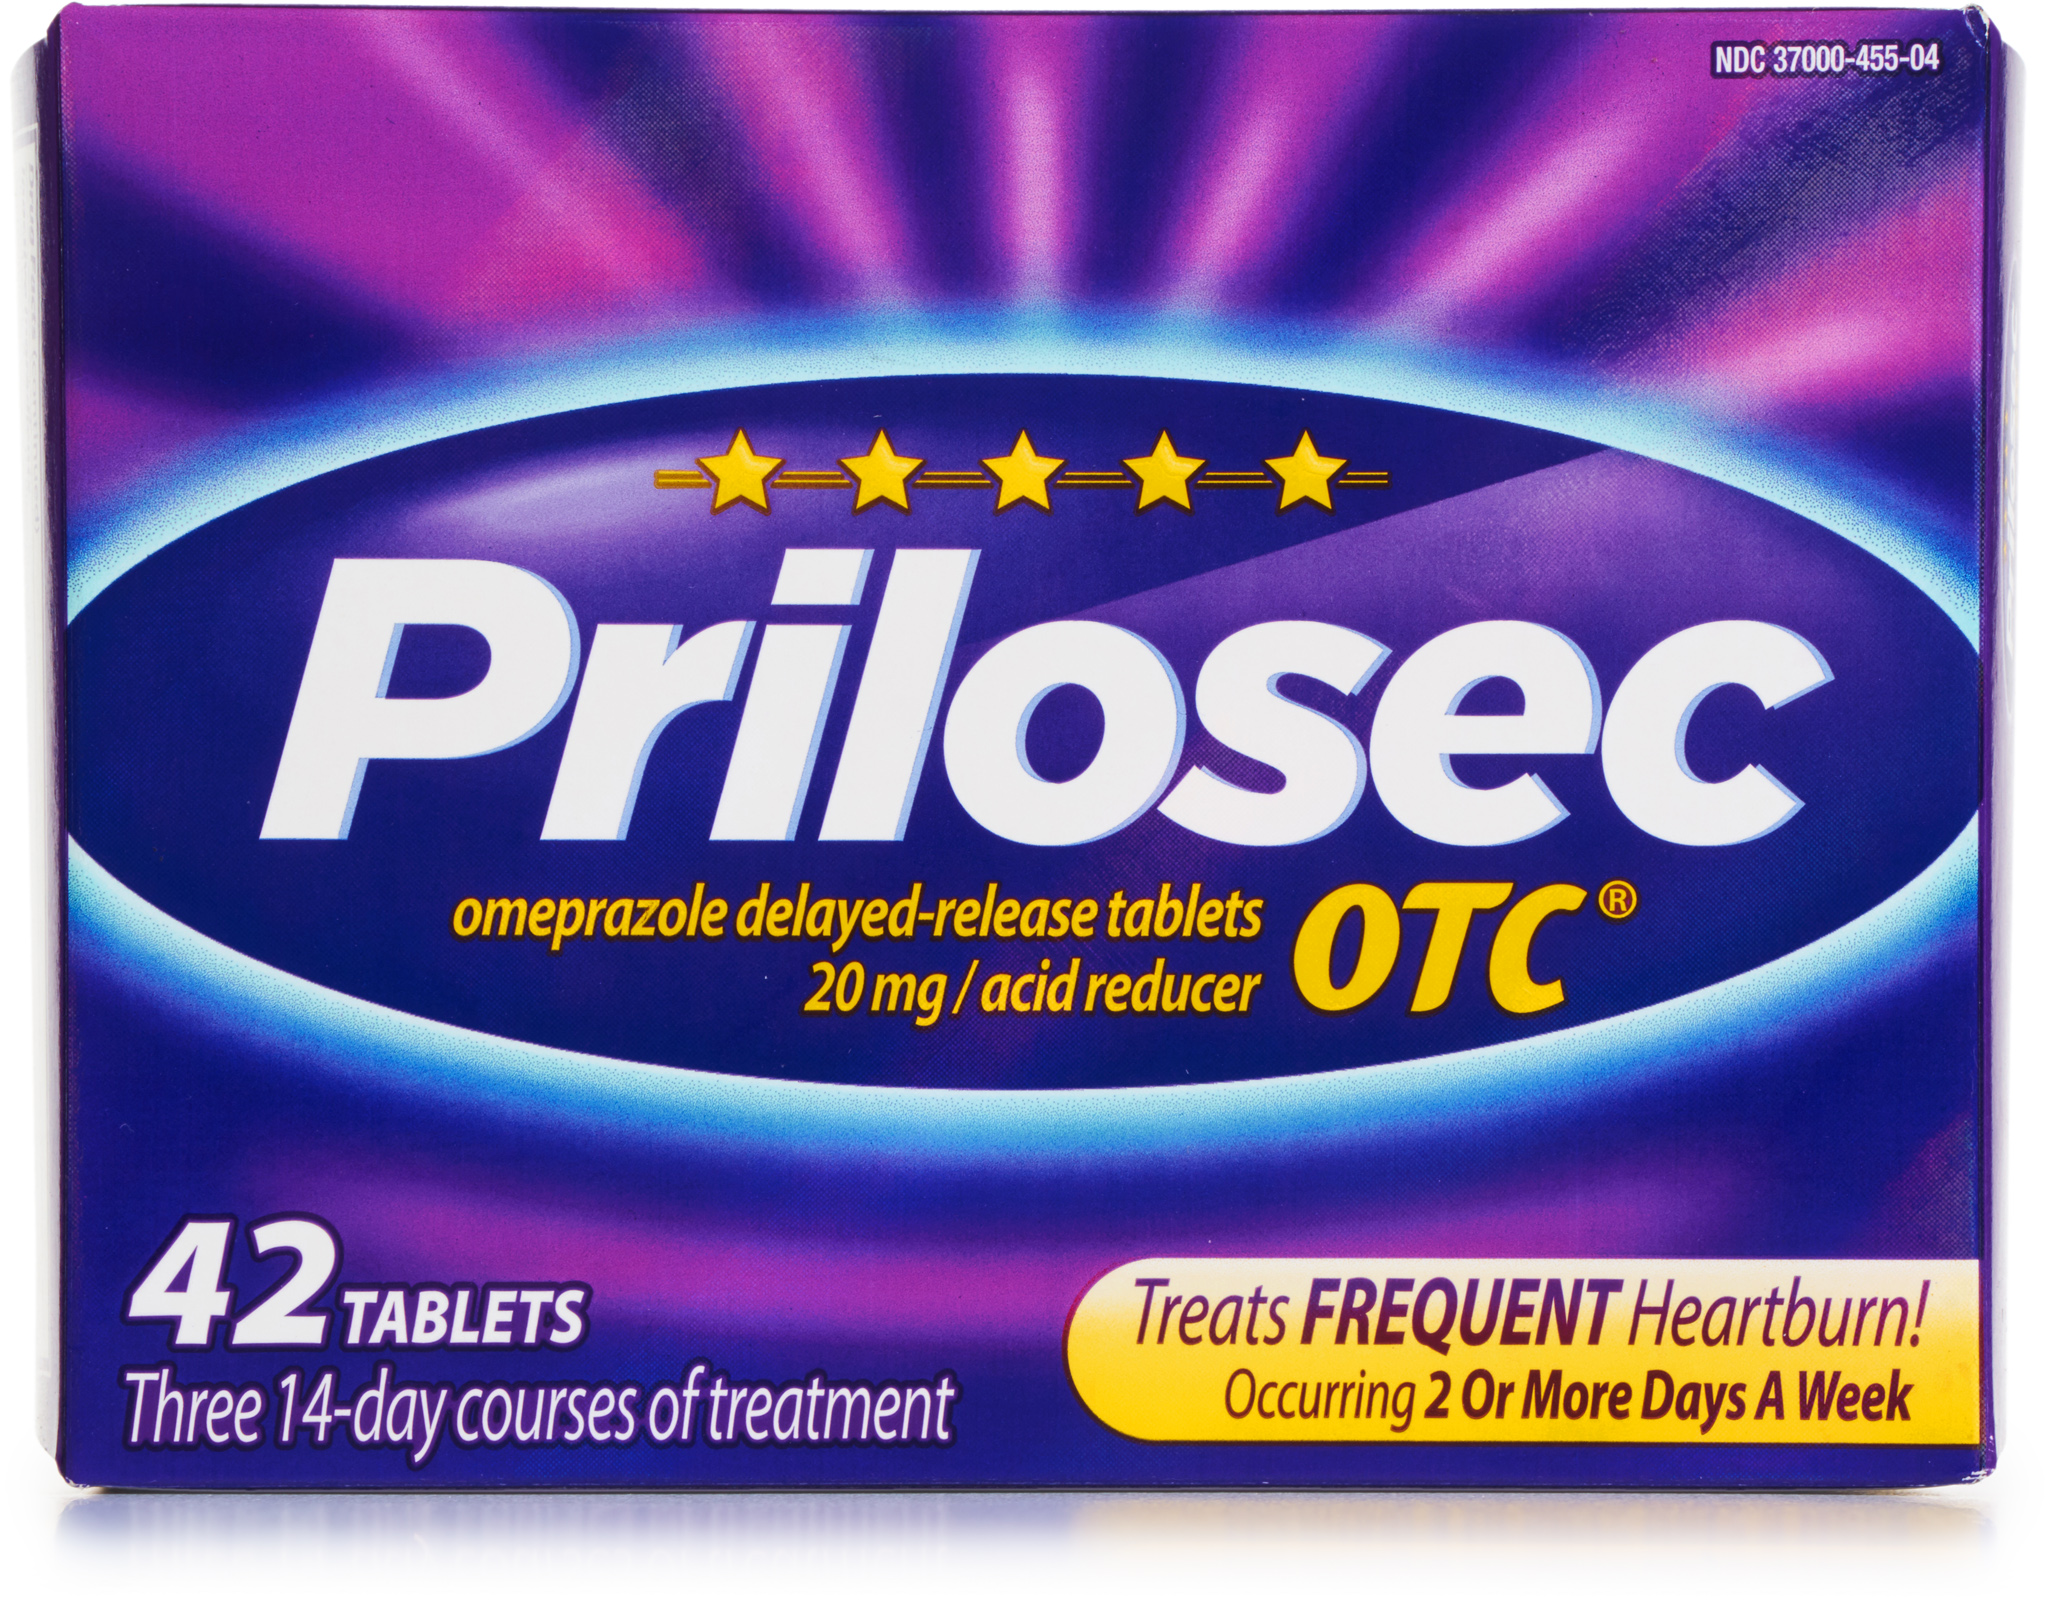 NDC 37000-455-04
Prilosec
omeprazole delayed-release tablets
20 mg / acid reducer
OTC®
42 TABLETS
Three 14-day courses of treatment
Treats FREQUENT Heartburn!
Occurring 2 Or More Days A Week